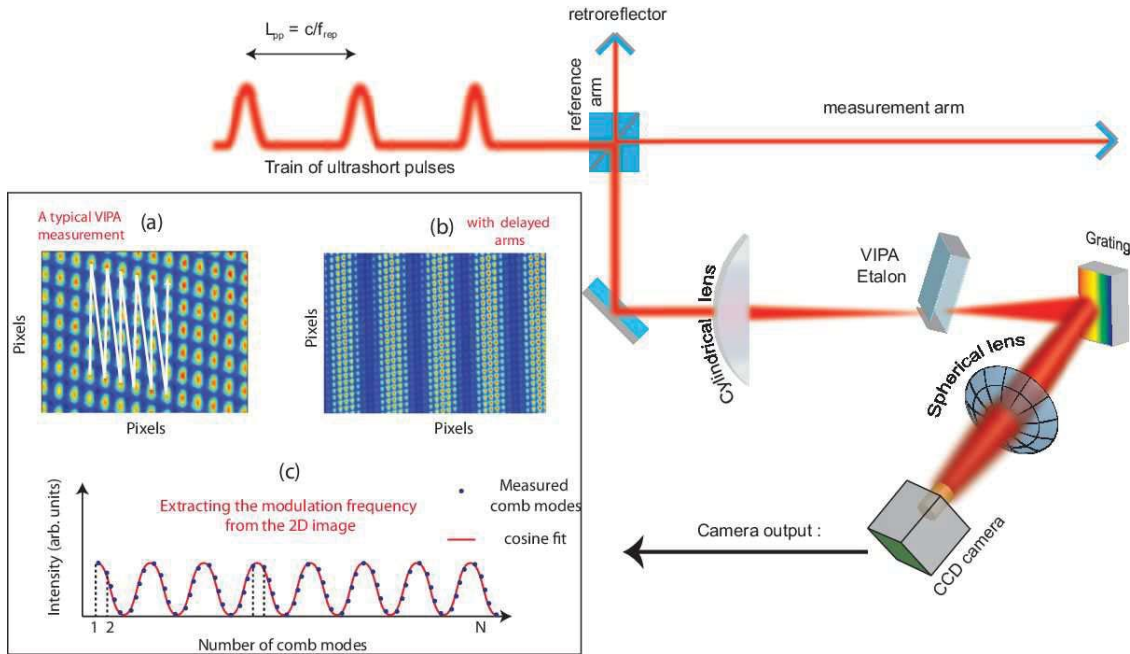 retroreflector
Lpp = c/frep
reference
arm
measurement arm
Train of ultrashort pulses
A typical VIPA
measurement
(a)
(b)
with delayed
arms
Pixels
Pixels
Pixels
Pixels
Cylindrical lens
VIPA
Etalon
Grating
Spherical lens
CCD camera
Camera output :
(c)
Extracting the modulation frequency
from the 2D image
Measured
comb modes
cosine fit
Intensity (arb. units)
1 2 N
Number of comb modes